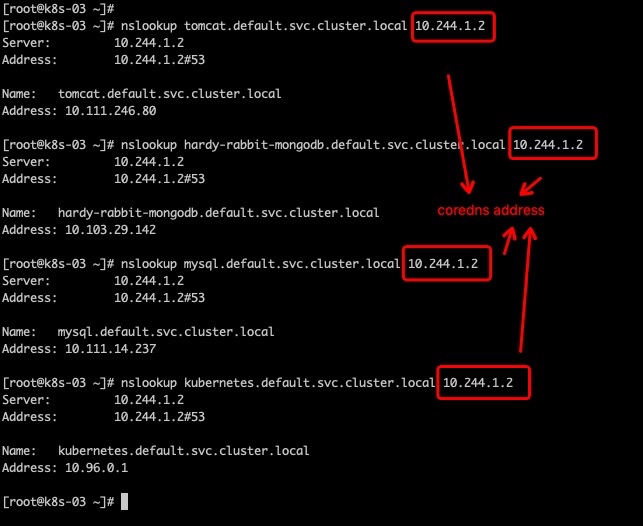 [root@k8s-03 ~]#
[root@k8s-03 ~]# nslookup tomcat.default.svc.cluster.local 10.244.1.2
Server:         10.244.1.2
Address:        10.244.1.2#53
Name:   tomcat.default.svc.cluster.local
Address: 10.111.246.80
[root@k8s-03 ~]# nslookup hardy-rabbit-mongodb.default.svc.cluster.local 10.244.1.2
Server:         10.244.1.2
Address:        10.244.1.2#53
Name:   hardy-rabbit-mongodb.default.svc.cluster.local
coredns address
Address: 10.103.29.142
[root@k8s-03 ~]# nslookup mysql.default.svc.cluster.local 10.244.1.2
Server:         10.244.1.2
Address:        10.244.1.2#53
Name:   mysql.default.svc.cluster.local
Address: 10.111.14.237
[root@k8s-03 ~]# nslookup kubernetes.default.svc.cluster.local 10.244.1.2
Server:         10.244.1.2
Address:        10.244.1.2#53
Name:   kubernetes.default.svc.cluster.local
Address: 10.96.0.1
[root@k8s-03 ~]#